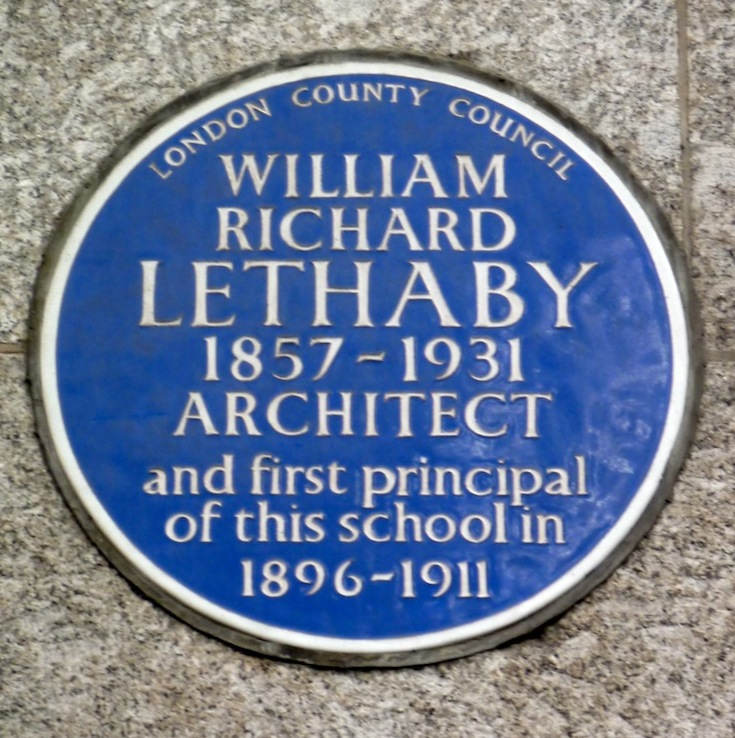 LONDON COUNTY COUNCIL
WILLIAM
RICHARD
LETHABY
1857-1931
ARCHITECT
and first principal
of this school in
1896-1911